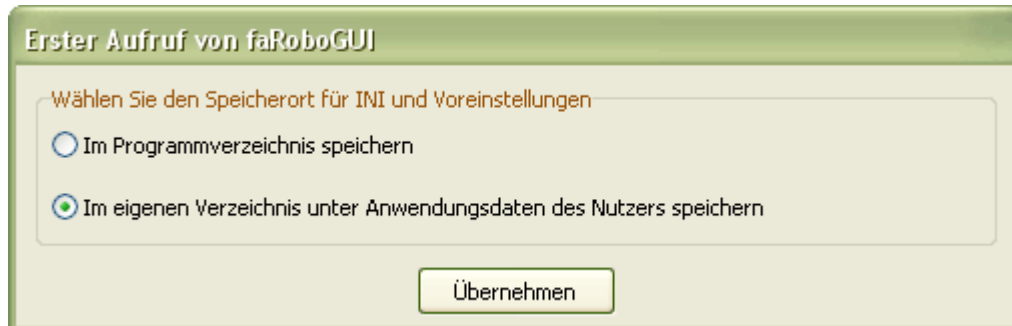 Erster Aufruf von faRoboGUI
Wählen Sie den Speicherort für INI und Voreinstellungen
Im Programmverzeichnis speichern
Im eigenen Verzeichnis unter Anwendungsdaten des Nutzers speichern
Übernehmen